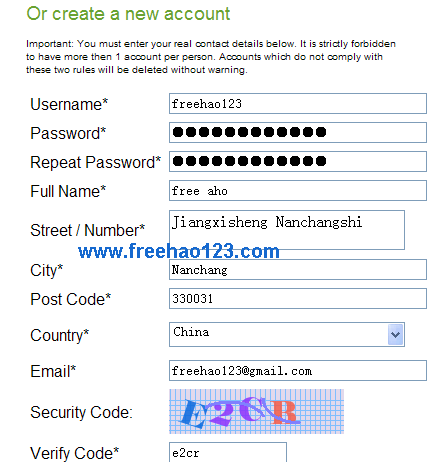 Or create a new account
Important: You must enter your real contact details below. It is strictly forbidden
to have more then 1 account per person. Accounts which do not comply with
these two rules will be deleted without warning.
Username* freehao123
Password* ●●●●●●●●●●●●
Repeat Password* ●●●●●●●●●●●●
Full Name* free aho
Street / Number* Jiangxisheng Nanchangshi
www.freehao123.com
City* Nanchang
Post Code* 330031
Country* China
Email* freehao123@gmail.com
Security Code: E2CR
Verify Code* e2cr